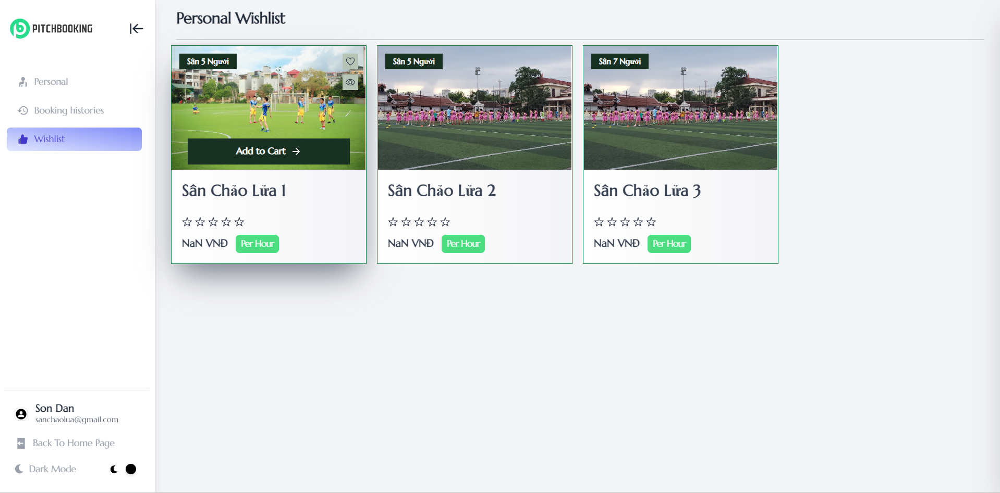 PITCHBOOKING
Personal
Booking histories
Wishlist
Son Dan
sanchaolua@gmail.com
Back To Home Page
Dark Mode
Personal Wishlist
Sân 5 Người
Add to Cart →
Sân Chảo Lửa 1
NaN VNĐ Per Hour
Sân 5 Người
Sân Chảo Lửa 2
NaN VNĐ Per Hour
Sân 7 Người
Sân Chảo Lửa 3
NaN VNĐ Per Hour